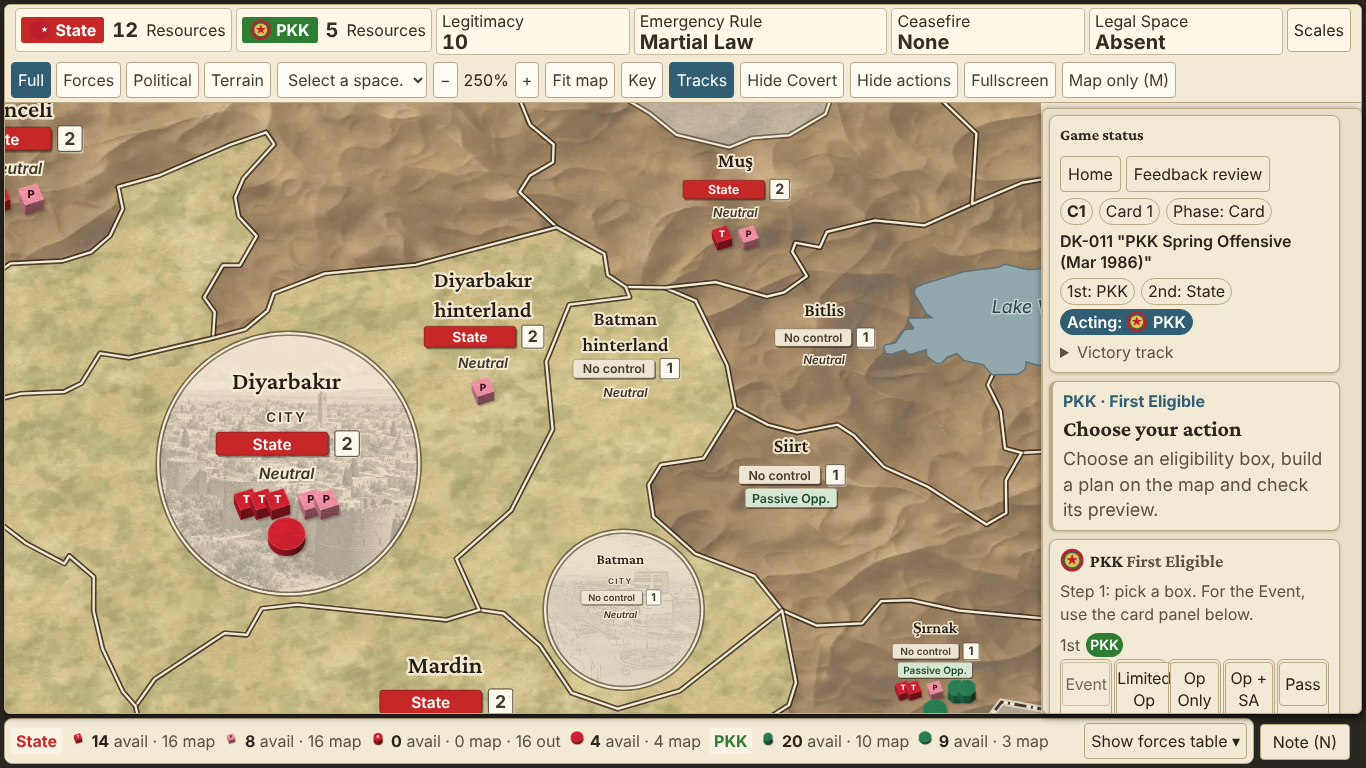 State 12 Resources
PKK 5 Resources
Legitimacy
10
Emergency Rule
Martial Law
Ceasefire
None
Legal Space
Absent
Scales
Full
Forces
Political
Terrain
Select a space.
− 250% +
Fit map
Key
Tracks
Hide Covert
Hide actions
Fullscreen
Map only (M)
nceli
te 2
eutral
P
Muş
State 2
Neutral
T P
Diyarbakır
hinterland
State 2
Neutral
P
Batman
hinterland
No control 1
Neutral
Bitlis
No control 1
Neutral
Lake V
Diyarbakır
CITY
State 2
Neutral
T T T P P
Siirt
No control 1
Passive Opp.
Batman
CITY
No control 1
Neutral
Şırnak
No control 1
Passive Opp.
T T P
Mardin
State 2
Game status
Home
Feedback review
C1
Card 1
Phase: Card
DK-011 "PKK Spring Offensive
(Mar 1986)"
1st: PKK
2nd: State
Acting: PKK
▶ Victory track
PKK · First Eligible
Choose your action
Choose an eligibility box, build
a plan on the map and check
its preview.
PKK First Eligible
Step 1: pick a box. For the Event,
use the card panel below.
1st PKK
Event
Limited
Op
Op
Only
Op +
SA
Pass
State 14 avail · 16 map 8 avail · 16 map 0 avail · 0 map · 16 out 4 avail · 4 map PKK 20 avail · 10 map 9 avail · 3 map
Show forces table ▾
Note (N)